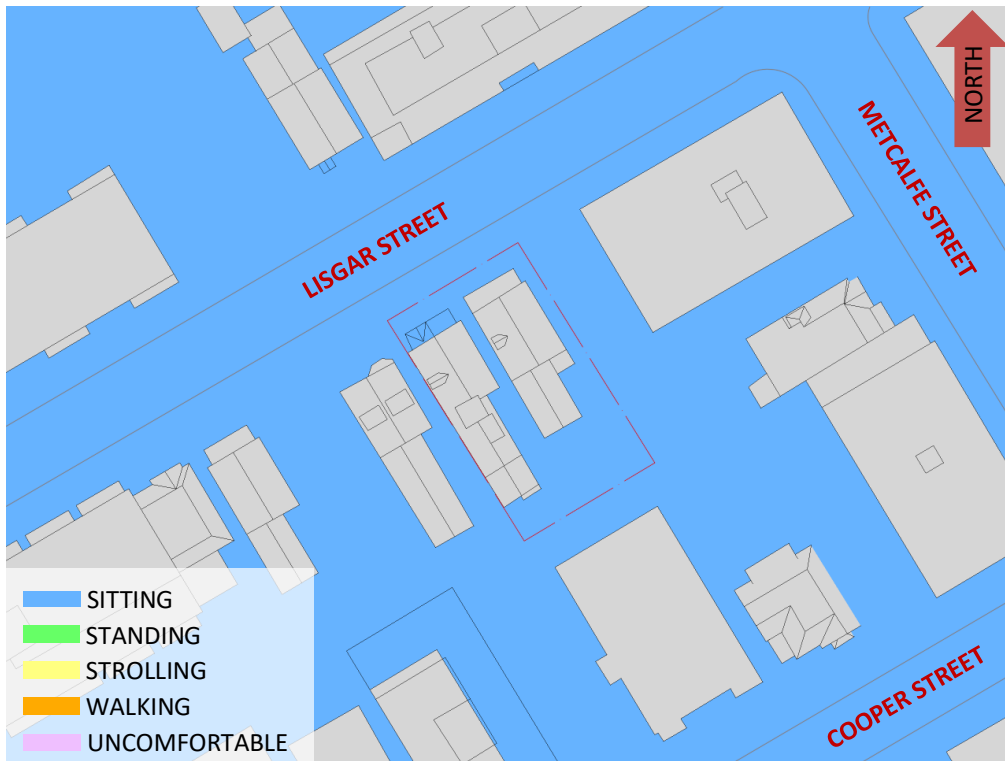 NORTH
METCALFE STREET
LISGAR STREET
SITTING
STANDING
STROLLING
WALKING
UNCOMFORTABLE
COOPER STREET